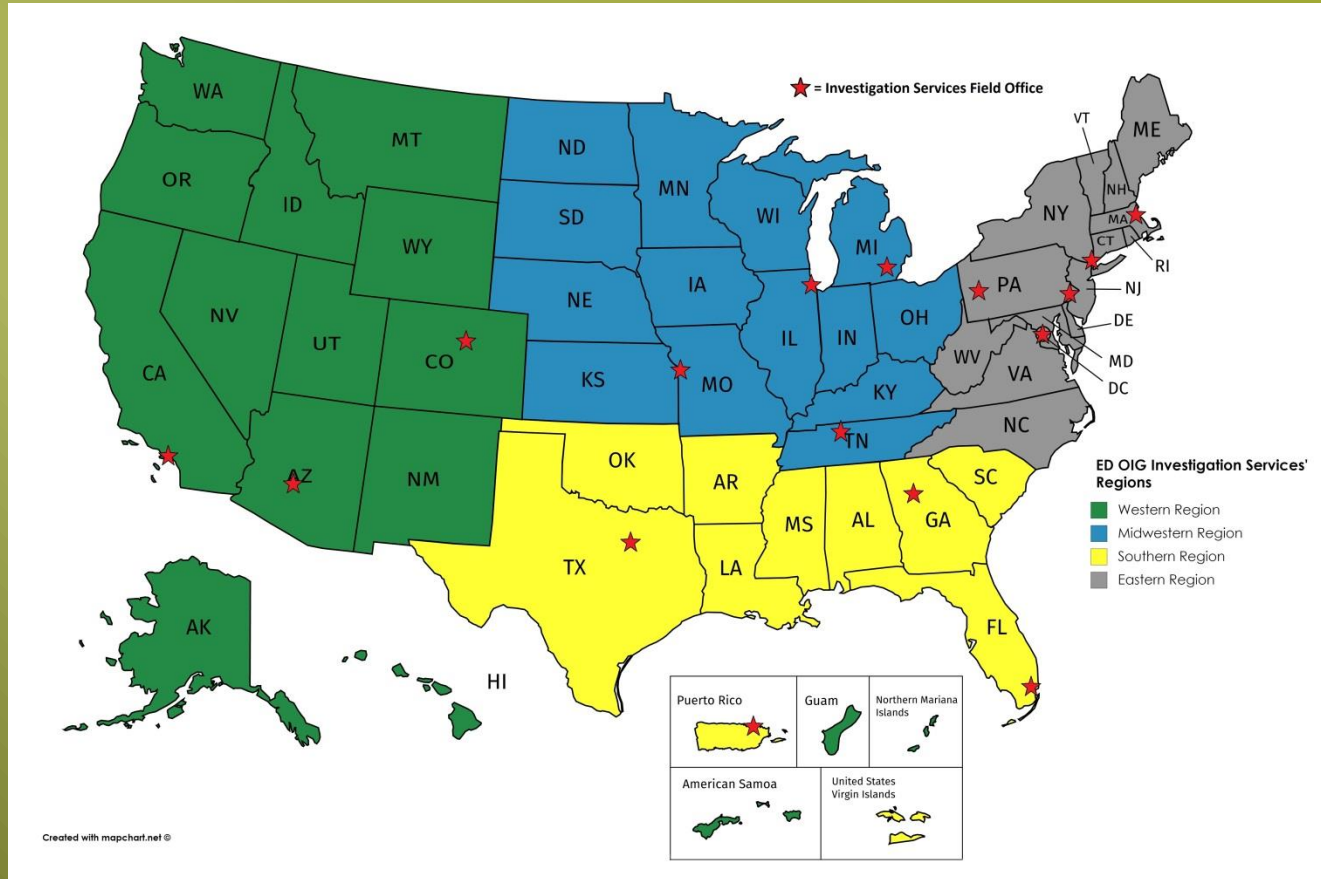 = Investigation Services Field Office
WA
OR
ID
MT
WY
NV
UT
CO
CA
AZ
NM
ND
SD
NE
KS
MN
IA
MO
WI
IL
MI
IN
OH
KY
TN
OK
TX
AR
LA
MS
AL
GA
SC
FL
VT
ME
NH
NY
MA
CT
RI
PA
NJ
DE
MD
DC
WV
VA
NC
AK
HI
ED OIG Investigation Services'
Regions
Western Region
Midwestern Region
Southern Region
Eastern Region
Puerto Rico
Guam
Northern Mariana
Islands
American Samoa
United States
Virgin Islands
Created with mapchart.net ©